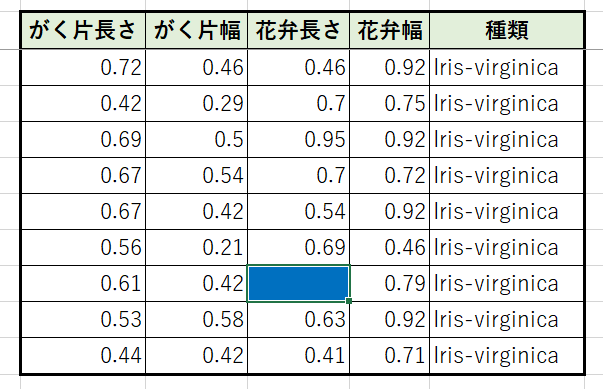 がく片長さ がく片幅 花弁長さ 花弁幅 種類
0.72 0.46 0.46 0.92 Iris-virginica
0.42 0.29 0.7 0.75 Iris-virginica
0.69 0.5 0.95 0.92 Iris-virginica
0.67 0.54 0.7 0.72 Iris-virginica
0.67 0.42 0.54 0.92 Iris-virginica
0.56 0.21 0.69 0.46 Iris-virginica
0.61 0.42 0.79 Iris-virginica
0.53 0.58 0.63 0.92 Iris-virginica
0.44 0.42 0.41 0.71 Iris-virginica